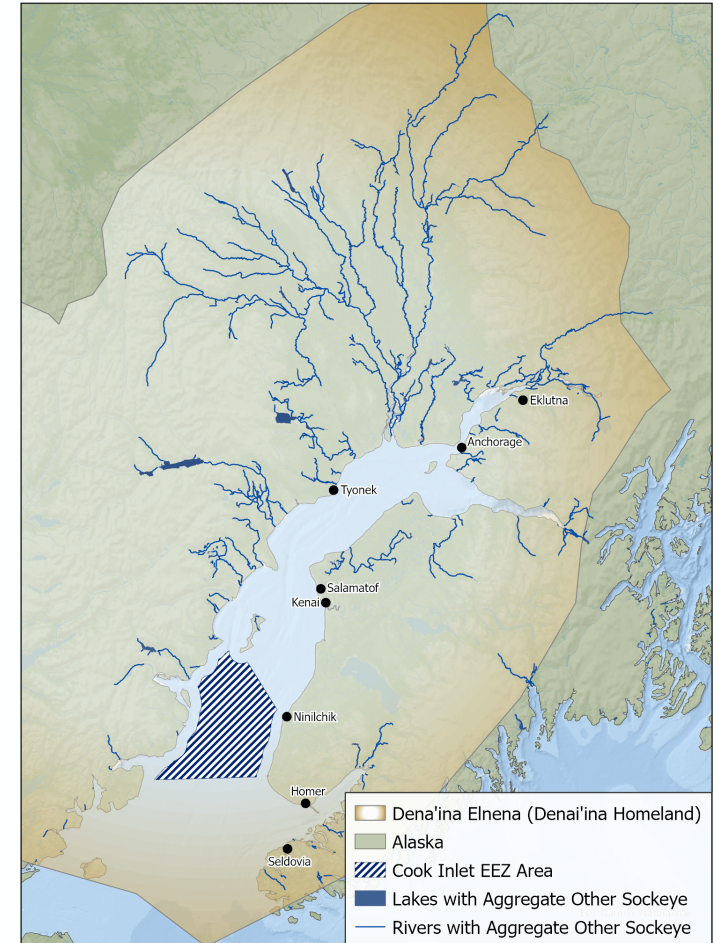 Eklutna
Anchorage
Tyonek
Salamatof
Kenai
Ninilchik
Homer
Seldovia
Dena'ina Elnena (Denai'ina Homeland)
Alaska
Cook Inlet EEZ Area
Lakes with Aggregate Other Sockeye
Rivers with Aggregate Other Sockeye